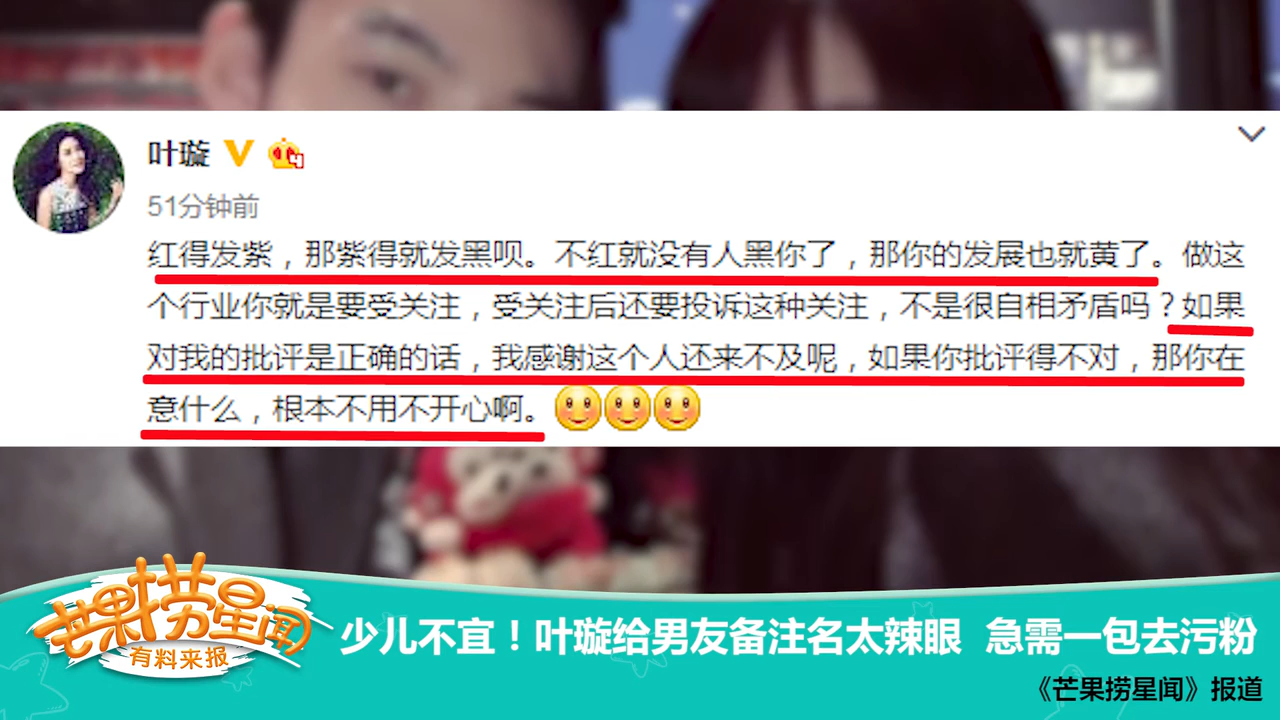 叶璇
51分钟前
红得发紫，那紫得就发黑呗。不红就没有人黑你了，那你的发展也就黄了。做这
个行业你就是要受关注，受关注后还要投诉这种关注，不是很自相矛盾吗？如果
对我的批评是正确的话，我感谢这个人还来不及呢，如果你批评得不对，那你在
意什么，根本不用不开心啊。
芒果捞星闻
有料来报
少儿不宜！叶璇给男友备注名太辣眼 急需一包去污粉
《芒果捞星闻》报道